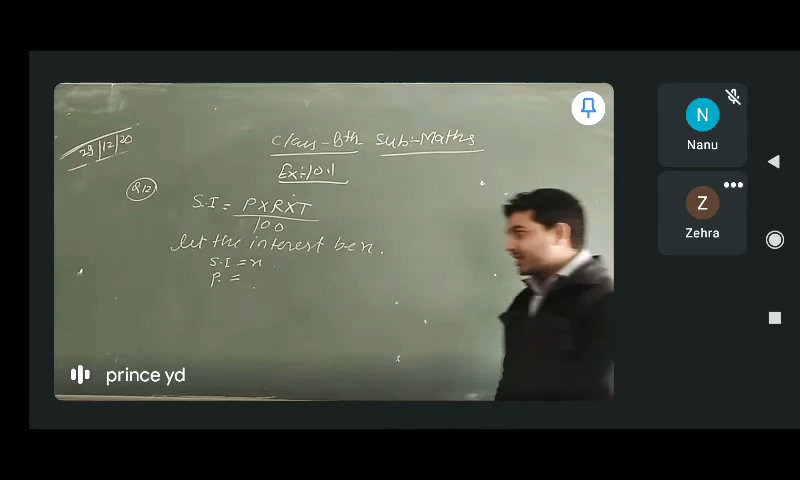 29/12/20
Class-8th Sub:-Maths
Ex:-10.1
Q12
S.I = P×R×T
100
let the interest be x.
S.I = x
P. =
prince yd
N
Nanu
Z
Zehra